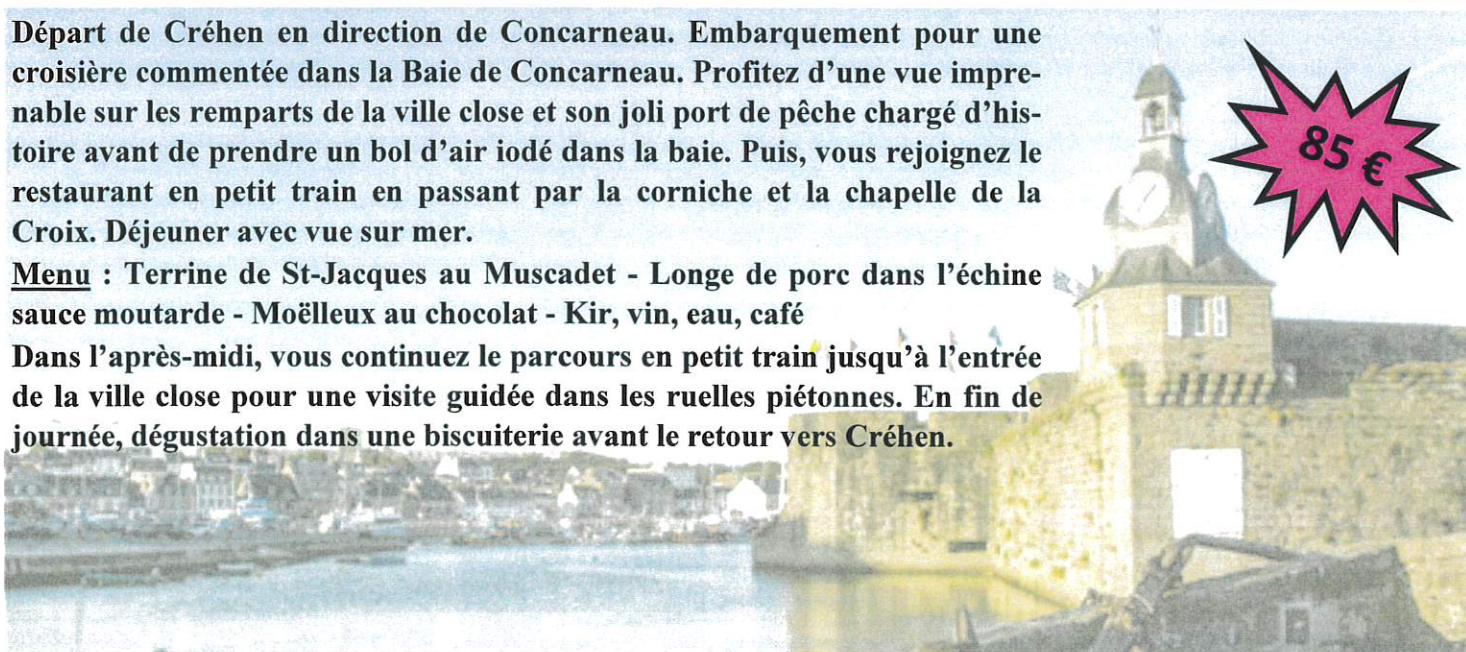 Départ de Créhen en direction de Concarneau. Embarquement pour une
croisière commentée dans la Baie de Concarneau. Profitez d'une vue impre-
nable sur les remparts de la ville close et son joli port de pêche chargé d'his-
toire avant de prendre un bol d'air iodé dans la baie. Puis, vous rejoignez le
restaurant en petit train en passant par la corniche et la chapelle de la
Croix. Déjeuner avec vue sur mer.
Menu : Terrine de St-Jacques au Muscadet - Longe de porc dans l'échine
sauce moutarde - Moëlleux au chocolat - Kir, vin, eau, café
Dans l'après-midi, vous continuez le parcours en petit train jusqu'à l'entrée
de la ville close pour une visite guidée dans les ruelles piétonnes. En fin de
journée, dégustation dans une biscuiterie avant le retour vers Créhen.
85 €